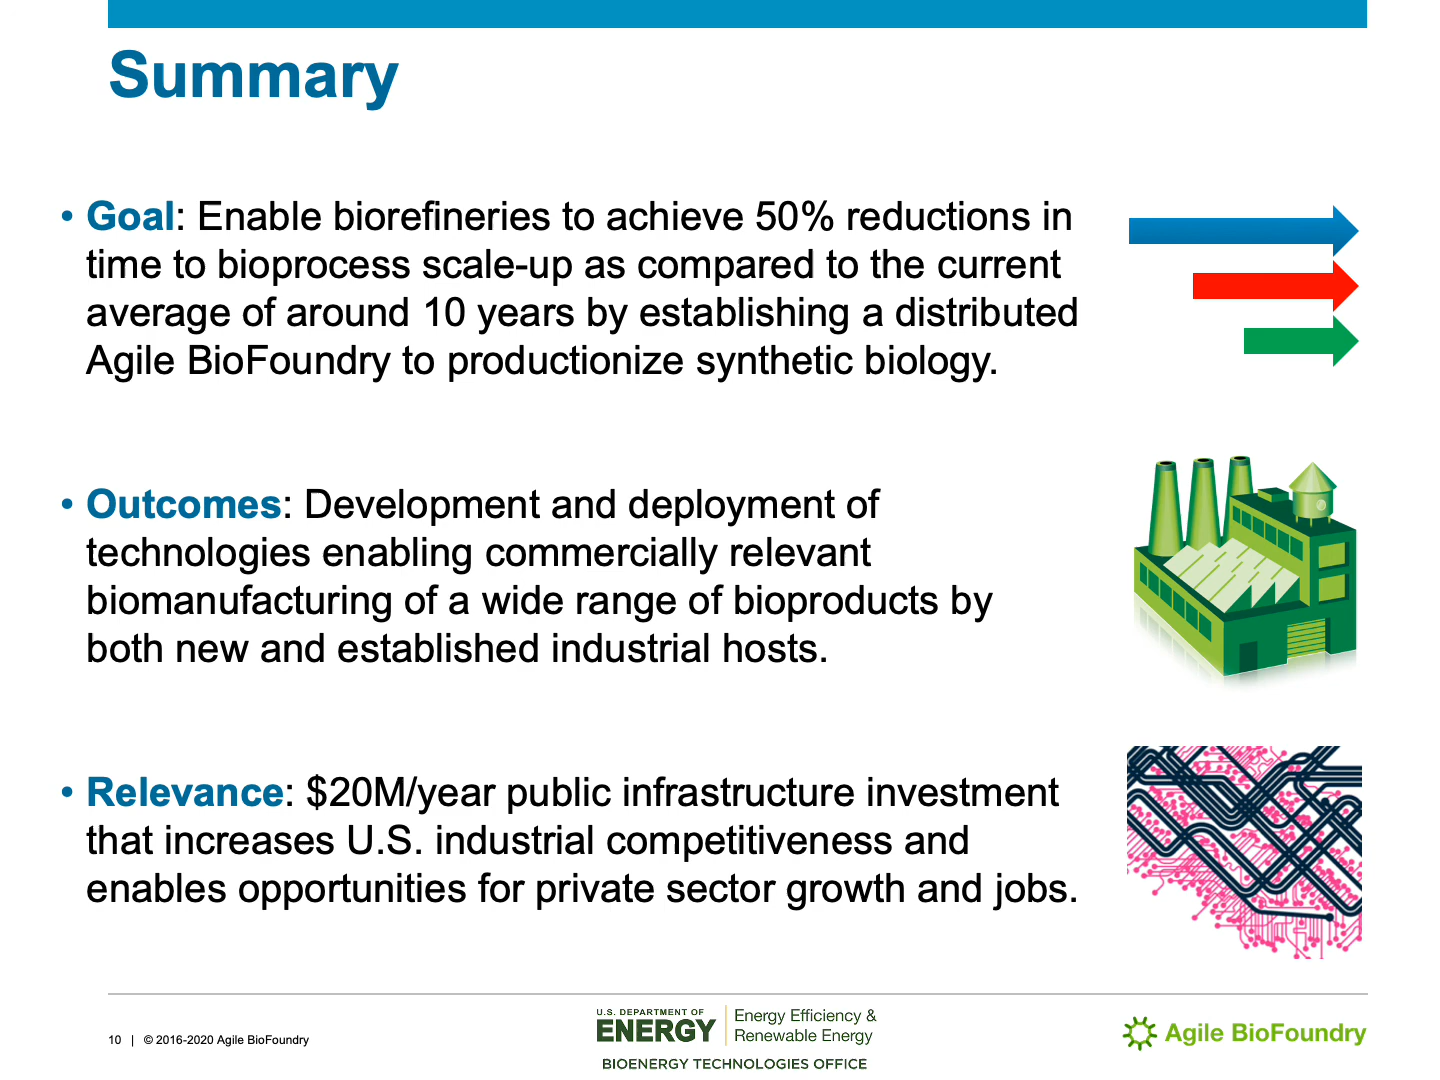 Summary
• Goal: Enable biorefineries to achieve 50% reductions in
time to bioprocess scale-up as compared to the current
average of around 10 years by establishing a distributed
Agile BioFoundry to productionize synthetic biology.
• Outcomes: Development and deployment of
technologies enabling commercially relevant
biomanufacturing of a wide range of bioproducts by
both new and established industrial hosts.
• Relevance: $20M/year public infrastructure investment
that increases U.S. industrial competitiveness and
enables opportunities for private sector growth and jobs.
10 | © 2016-2020 Agile BioFoundry
U.S. DEPARTMENT OF
ENERGY
Energy Efficiency &
Renewable Energy
BIOENERGY TECHNOLOGIES OFFICE
Agile BioFoundry